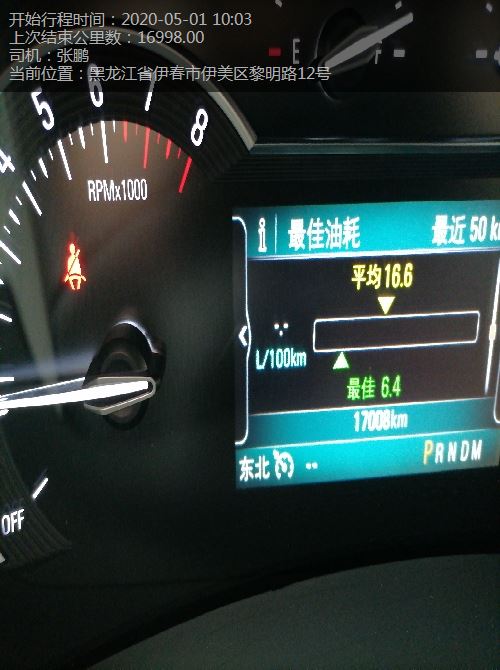 开始行程时间：2020-05-01 10:03
上次结束公里数：16998.00
司机：张鹏
当前位置：黑龙江省伊春市伊美区黎明路12号
E F
4 5 6 7 8
RPMx1000
i 最佳油耗 最近 50 k
平均16.6
L/100km
最佳 6.4
17008km
东北 -- PRNDM
OFF